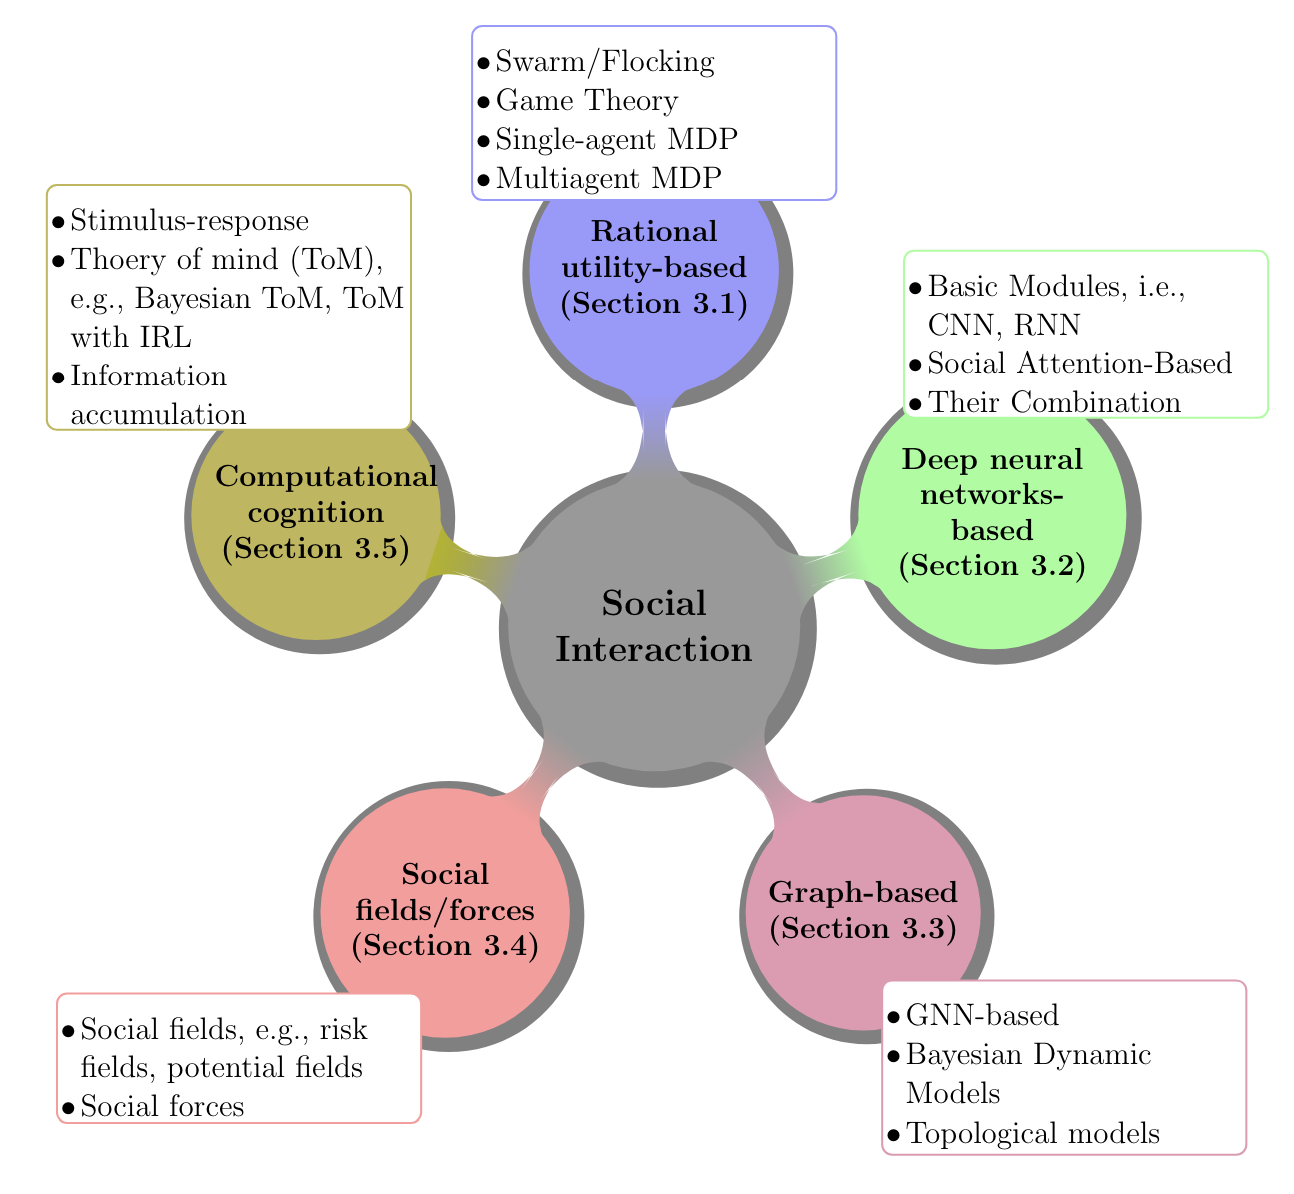 • Swarm/Flocking
• Game Theory
• Single-agent MDP
• Multiagent MDP
Rational
utility-based
(Section 3.1)
• Stimulus-response
• Thoery of mind (ToM),
e.g., Bayesian ToM, ToM
with IRL
• Information
accumulation
Computational
cognition
(Section 3.5)
• Basic Modules, i.e.,
CNN, RNN
• Social Attention-Based
• Their Combination
Deep neural
networks-
based
(Section 3.2)
Social
Interaction
Social
fields/forces
(Section 3.4)
• Social fields, e.g., risk
fields, potential fields
• Social forces
Graph-based
(Section 3.3)
• GNN-based
• Bayesian Dynamic
Models
• Topological models